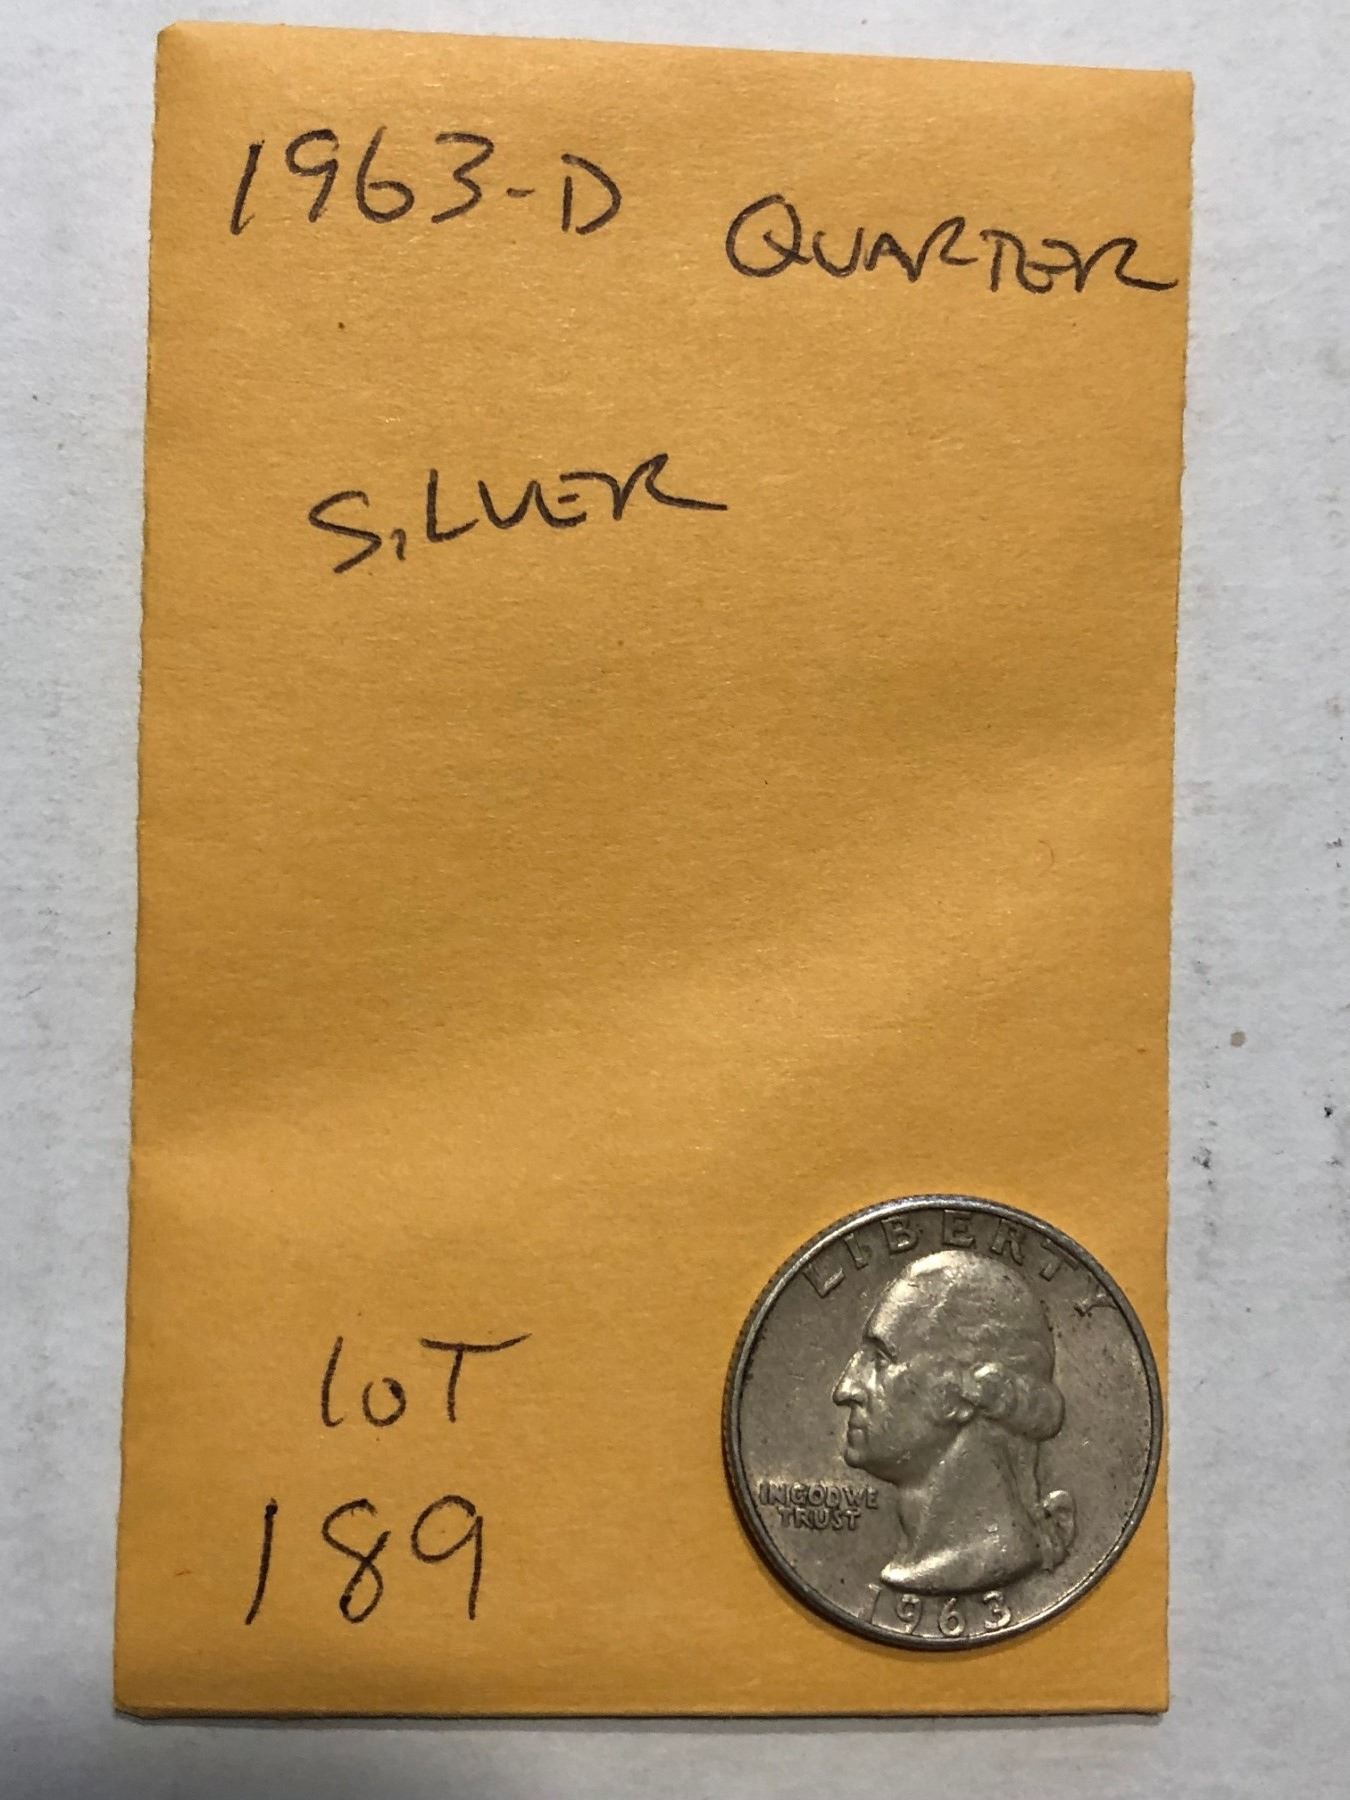 1963-D QUARTER
SILVER
LOT
189
LIBERTY
IN GOD WE
TRUST
1963